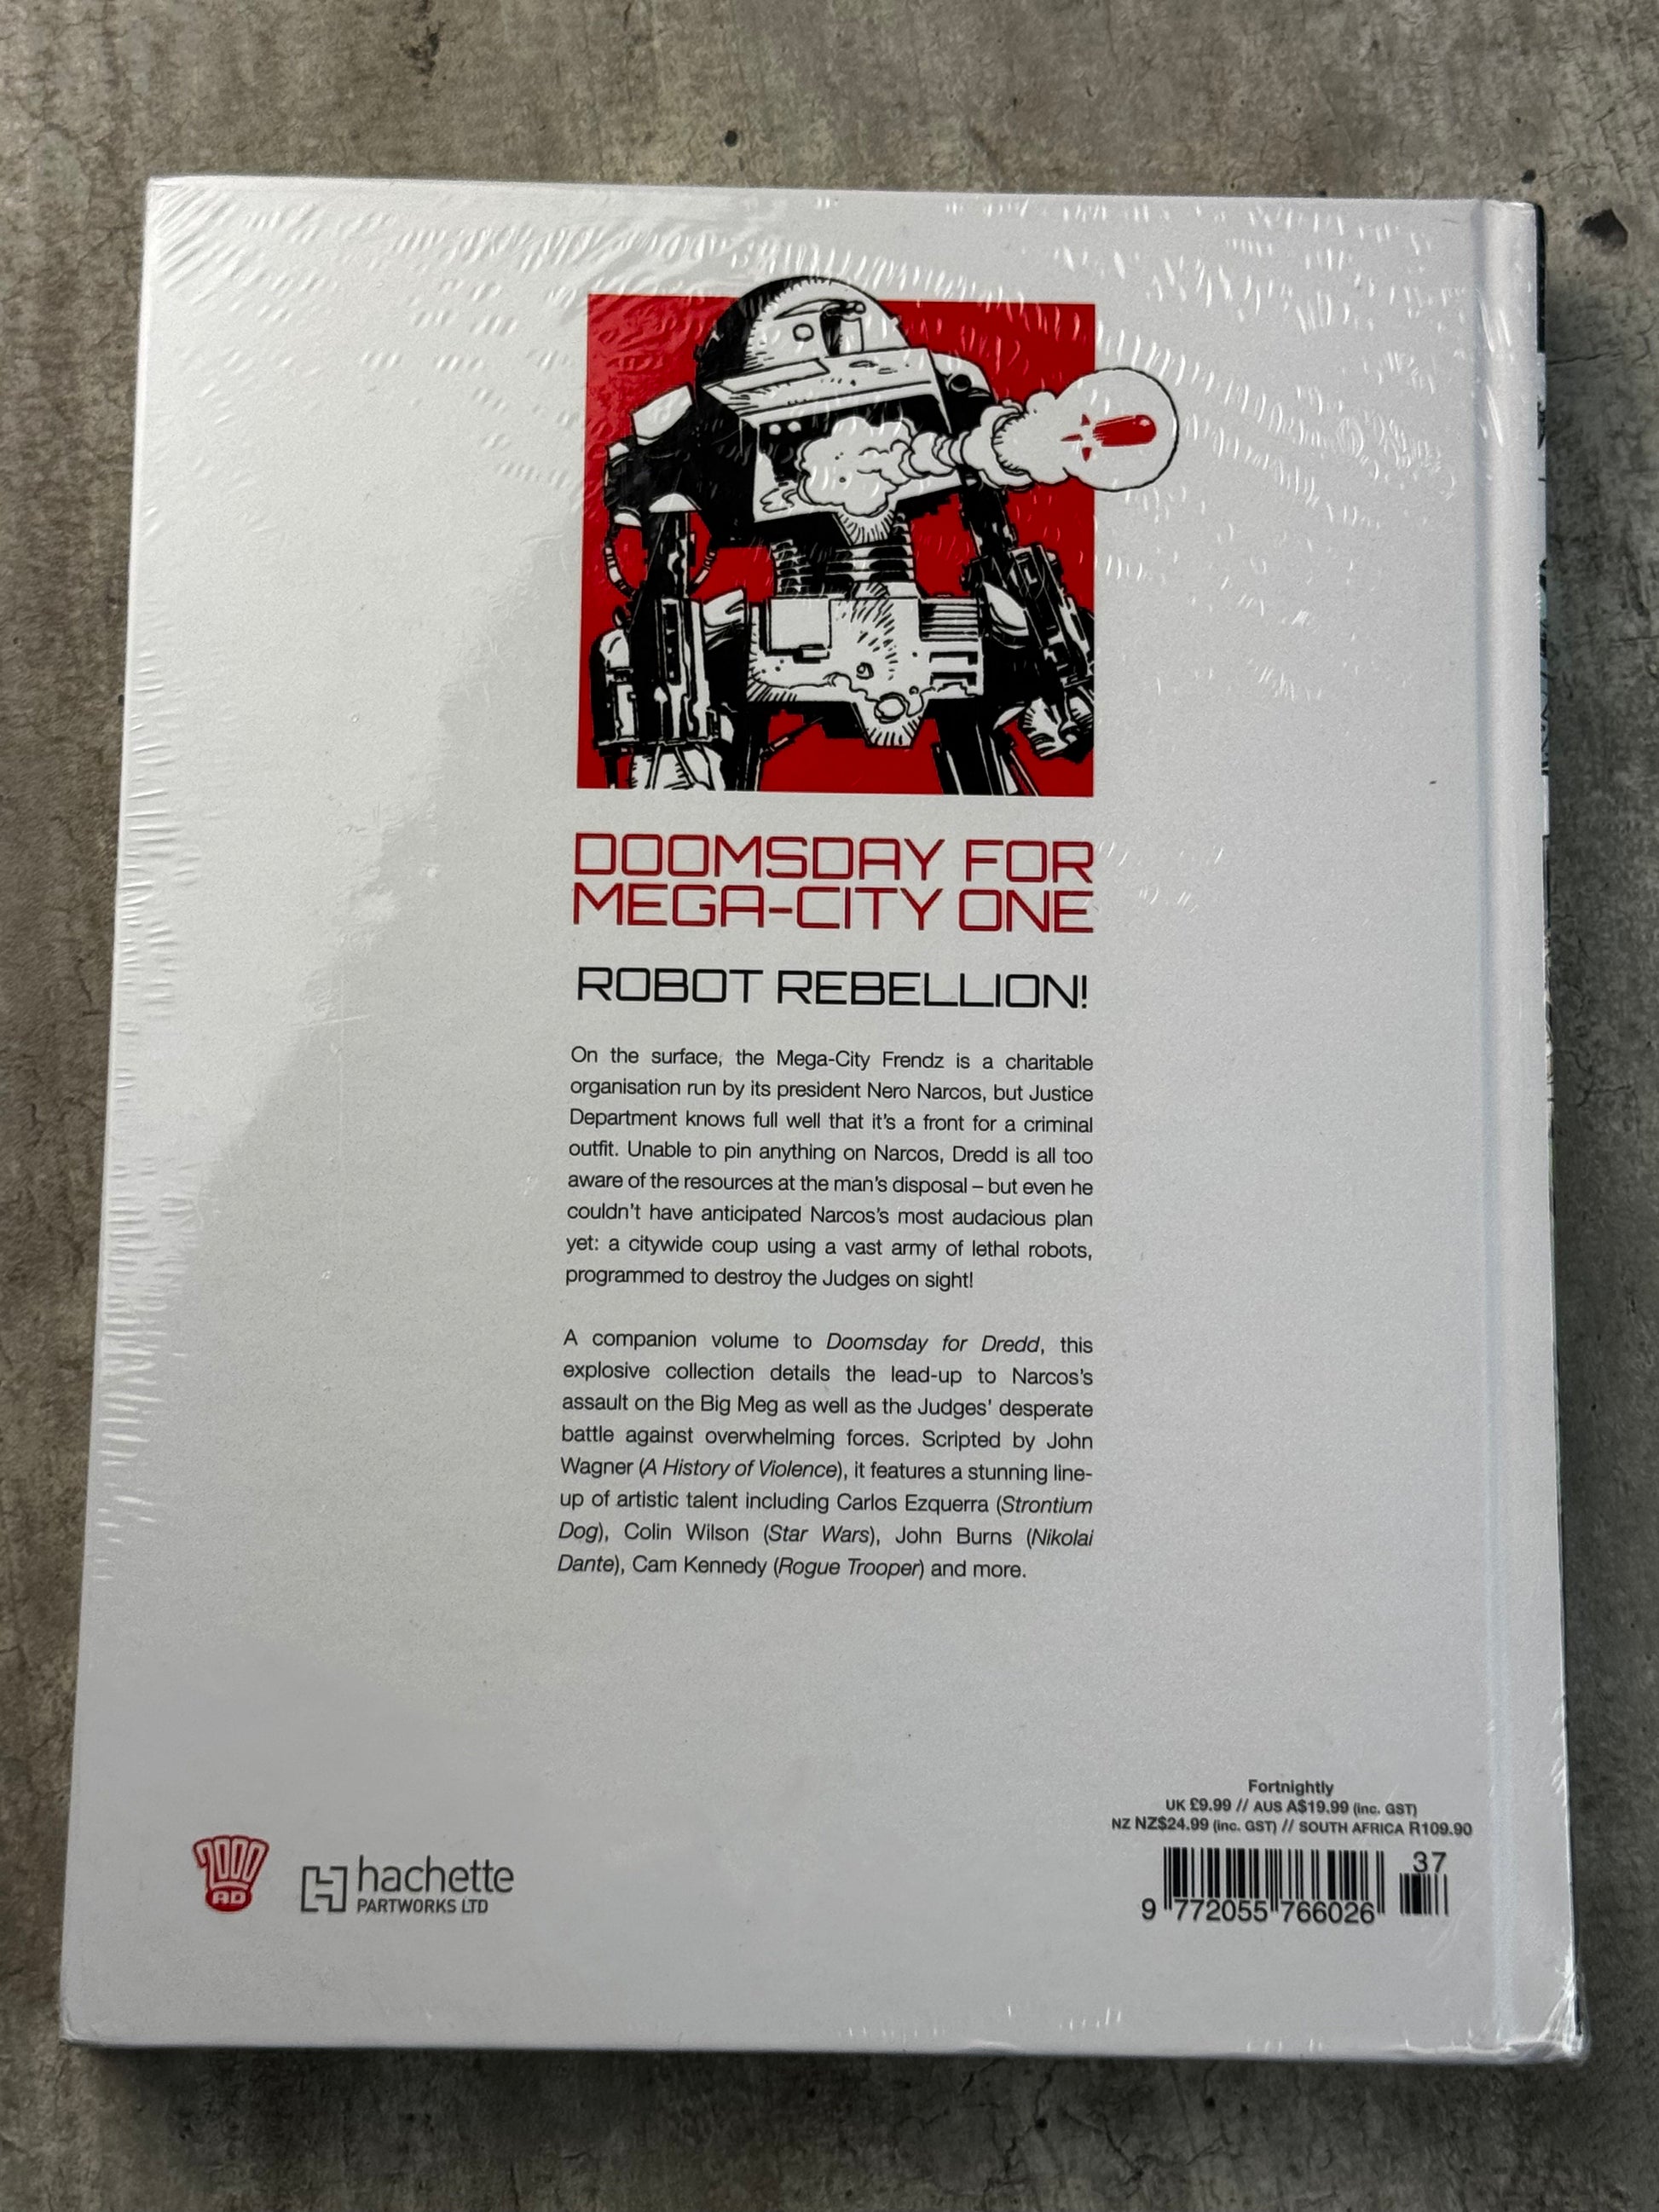 DOOMSDAY FOR
MEGA-CITY ONE
ROBOT REBELLION!
On the surface, the Mega-City Frendz is a charitable
organisation run by its president Nero Narcos, but Justice
Department knows full well that it's a front for a criminal
outfit. Unable to pin anything on Narcos, Dredd is all too
aware of the resources at the man's disposal – but even he
couldn't have anticipated Narcos's most audacious plan
yet: a citywide coup using a vast army of lethal robots,
programmed to destroy the Judges on sight!
A companion volume to Doomsday for Dredd, this
explosive collection details the lead-up to Narcos's
assault on the Big Meg as well as the Judges' desperate
battle against overwhelming forces. Scripted by John
Wagner (A History of Violence), it features a stunning line-
up of artistic talent including Carlos Ezquerra (Strontium
Dog), Colin Wilson (Star Wars), John Burns (Nikolai
Dante), Cam Kennedy (Rogue Trooper) and more.
Fortnightly
UK £9.99 // AUS A$19.99 (inc. GST)
NZ NZ$24.99 (inc. GST) // SOUTH AFRICA R109.90
37
9 772055 766026
2000
AD
hachette
PARTWORKS LTD